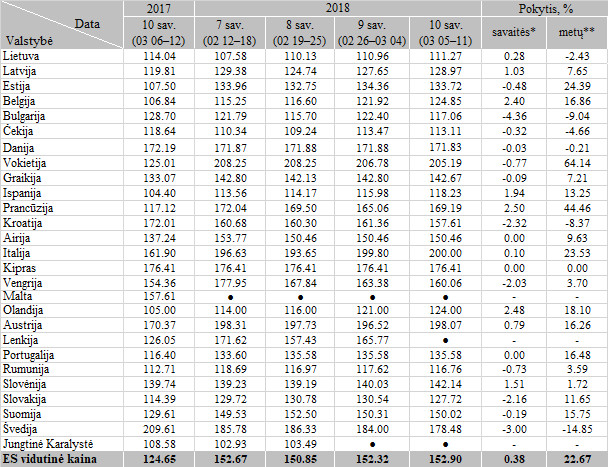 Data
Valstybė
2017 2018 Pokytis, %
10 sav. (03 06–12) 7 sav. (02 12–18) 8 sav. (02 19–25) 9 sav. (02 26–03 04) 10 sav. (03 05–11) savaitės* metų**
Lietuva 114.04 107.58 110.13 110.96 111.27 0.28 -2.43
Latvija 119.81 129.38 124.74 127.65 128.97 1.03 7.65
Estija 107.50 133.96 132.75 134.36 133.72 -0.48 24.39
Belgija 106.84 115.25 116.60 121.92 124.85 2.40 16.86
Bulgarija 128.70 121.79 115.70 122.40 117.06 -4.36 -9.04
Čekija 118.64 110.34 109.24 113.47 113.11 -0.32 -4.66
Danija 172.19 171.87 171.88 171.88 171.83 -0.03 -0.21
Vokietija 125.01 208.25 208.25 206.78 205.19 -0.77 64.14
Graikija 133.07 142.80 142.13 142.80 142.67 -0.09 7.21
Ispanija 104.40 113.56 114.17 115.98 118.23 1.94 13.25
Prancūzija 117.12 172.04 169.50 165.06 169.19 2.50 44.46
Kroatija 172.01 160.68 160.30 161.36 157.61 -2.32 -8.37
Airija 137.24 153.77 150.46 150.46 150.46 0.00 9.63
Italija 161.90 196.63 193.65 199.80 200.00 0.10 23.53
Kipras 176.41 176.41 176.41 176.41 176.41 0.00 0.00
Vengrija 154.36 177.95 167.84 163.38 160.06 -2.03 3.70
Malta 157.61 ● ● ● ● - -
Olandija 105.00 114.00 116.00 121.00 124.00 2.48 18.10
Austrija 170.37 198.31 197.73 196.52 198.07 0.79 16.26
Lenkija 126.05 171.62 157.43 165.77 ● - -
Portugalija 116.40 133.60 135.58 135.58 135.58 0.00 16.48
Rumunija 112.71 118.69 116.97 117.62 116.76 -0.73 3.59
Slovėnija 139.74 139.23 139.19 140.03 142.14 1.51 1.72
Slovakija 114.39 129.72 130.78 130.54 127.72 -2.16 11.65
Suomija 129.61 149.53 152.50 150.31 150.02 -0.19 15.75
Švedija 209.61 185.78 186.33 184.00 178.48 -3.00 -14.85
Jungtinė Karalystė 108.58 102.93 103.49 ● ● - -
ES vidutinė kaina 124.65 152.67 150.85 152.32 152.90 0.38 22.67